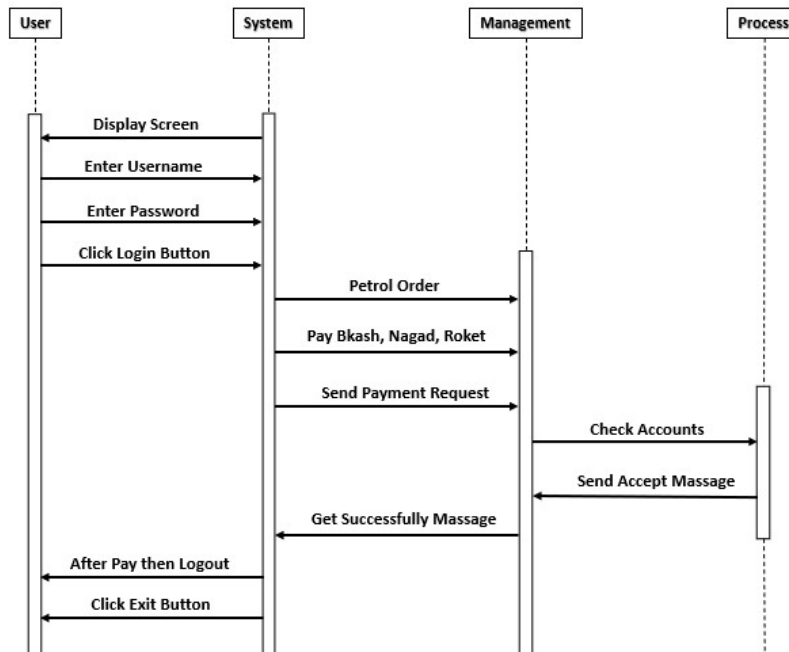 User
System
Management
Process
Display Screen
Enter Username
Enter Password
Click Login Button
Petrol Order
Pay Bkash, Nagad, Roket
Send Payment Request
Check Accounts
Send Accept Massage
Get Successfully Massage
After Pay then Logout
Click Exit Button